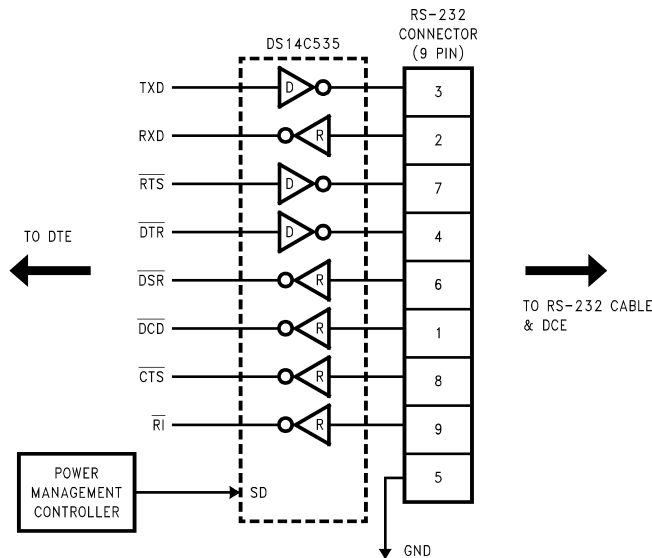 RS-232
CONNECTOR
(9 PIN)
DS14C535
TXD D 3
RXD R 2
RTS D 7
DTR D 4
DSR R 6
DCD R 1
CTS R 8
RI R 9
TO DTE
TO RS-232 CABLE
& DCE
POWER
MANAGEMENT
CONTROLLER
SD
5
GND